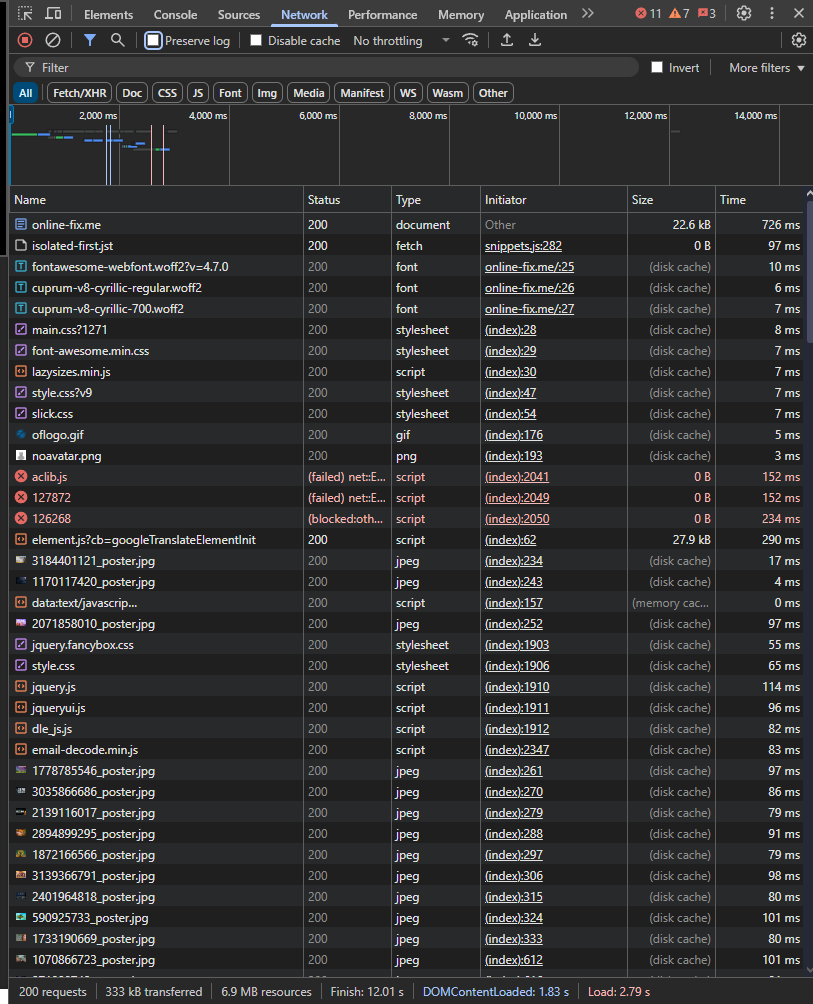 Elements Console Sources Network Performance Memory Application 11 7 3
Preserve log Disable cache No throttling
Filter Invert More filters
All Fetch/XHR Doc CSS JS Font Img Media Manifest WS Wasm Other
2,000 ms 4,000 ms 6,000 ms 8,000 ms 10,000 ms 12,000 ms 14,000 ms
Name Status Type Initiator Size Time
online-fix.me 200 document Other 22.6 kB 726 ms
isolated-first.jst 200 fetch snippets.js:282 0 B 97 ms
fontawesome-webfont.woff2?v=4.7.0 200 font online-fix.me/:25 (disk cache) 10 ms
cuprum-v8-cyrillic-regular.woff2 200 font online-fix.me/:26 (disk cache) 6 ms
cuprum-v8-cyrillic-700.woff2 200 font online-fix.me/:27 (disk cache) 7 ms
main.css?1271 200 stylesheet (index):28 (disk cache) 8 ms
font-awesome.min.css 200 stylesheet (index):29 (disk cache) 7 ms
lazysizes.min.js 200 script (index):30 (disk cache) 7 ms
style.css?v9 200 stylesheet (index):47 (disk cache) 7 ms
slick.css 200 stylesheet (index):54 (disk cache) 7 ms
oflogo.gif 200 gif (index):176 (disk cache) 5 ms
noavatar.png 200 png (index):193 (disk cache) 3 ms
aclib.js (failed) net::E... script (index):2041 0 B 152 ms
127872 (failed) net::E... script (index):2049 0 B 152 ms
126268 (blocked:oth... script (index):2050 0 B 234 ms
element.js?cb=googleTranslateElementInit 200 script (index):62 27.9 kB 290 ms
3184401121_poster.jpg 200 jpeg (index):234 (disk cache) 17 ms
1170117420_poster.jpg 200 jpeg (index):243 (disk cache) 4 ms
data:text/javascrip... 200 script (index):157 (memory cac... 0 ms
2071858010_poster.jpg 200 jpeg (index):252 (disk cache) 97 ms
jquery.fancybox.css 200 stylesheet (index):1903 (disk cache) 55 ms
style.css 200 stylesheet (index):1906 (disk cache) 65 ms
jquery.js 200 script (index):1910 (disk cache) 114 ms
jqueryui.js 200 script (index):1911 (disk cache) 96 ms
dle_js.js 200 script (index):1912 (disk cache) 82 ms
email-decode.min.js 200 script (index):2347 (disk cache) 83 ms
1778785546_poster.jpg 200 jpeg (index):261 (disk cache) 97 ms
3035866686_poster.jpg 200 jpeg (index):270 (disk cache) 86 ms
2139116017_poster.jpg 200 jpeg (index):279 (disk cache) 79 ms
2894899295_poster.jpg 200 jpeg (index):288 (disk cache) 91 ms
1872166566_poster.jpg 200 jpeg (index):297 (disk cache) 79 ms
3139366791_poster.jpg 200 jpeg (index):306 (disk cache) 98 ms
2401964818_poster.jpg 200 jpeg (index):315 (disk cache) 80 ms
590925733_poster.jpg 200 jpeg (index):324 (disk cache) 101 ms
1733190669_poster.jpg 200 jpeg (index):333 (disk cache) 80 ms
1070866723_poster.jpg 200 jpeg (index):612 (disk cache) 101 ms
200 requests 333 kB transferred 6.9 MB resources Finish: 12.01 s DOMContentLoaded: 1.83 s Load: 2.79 s